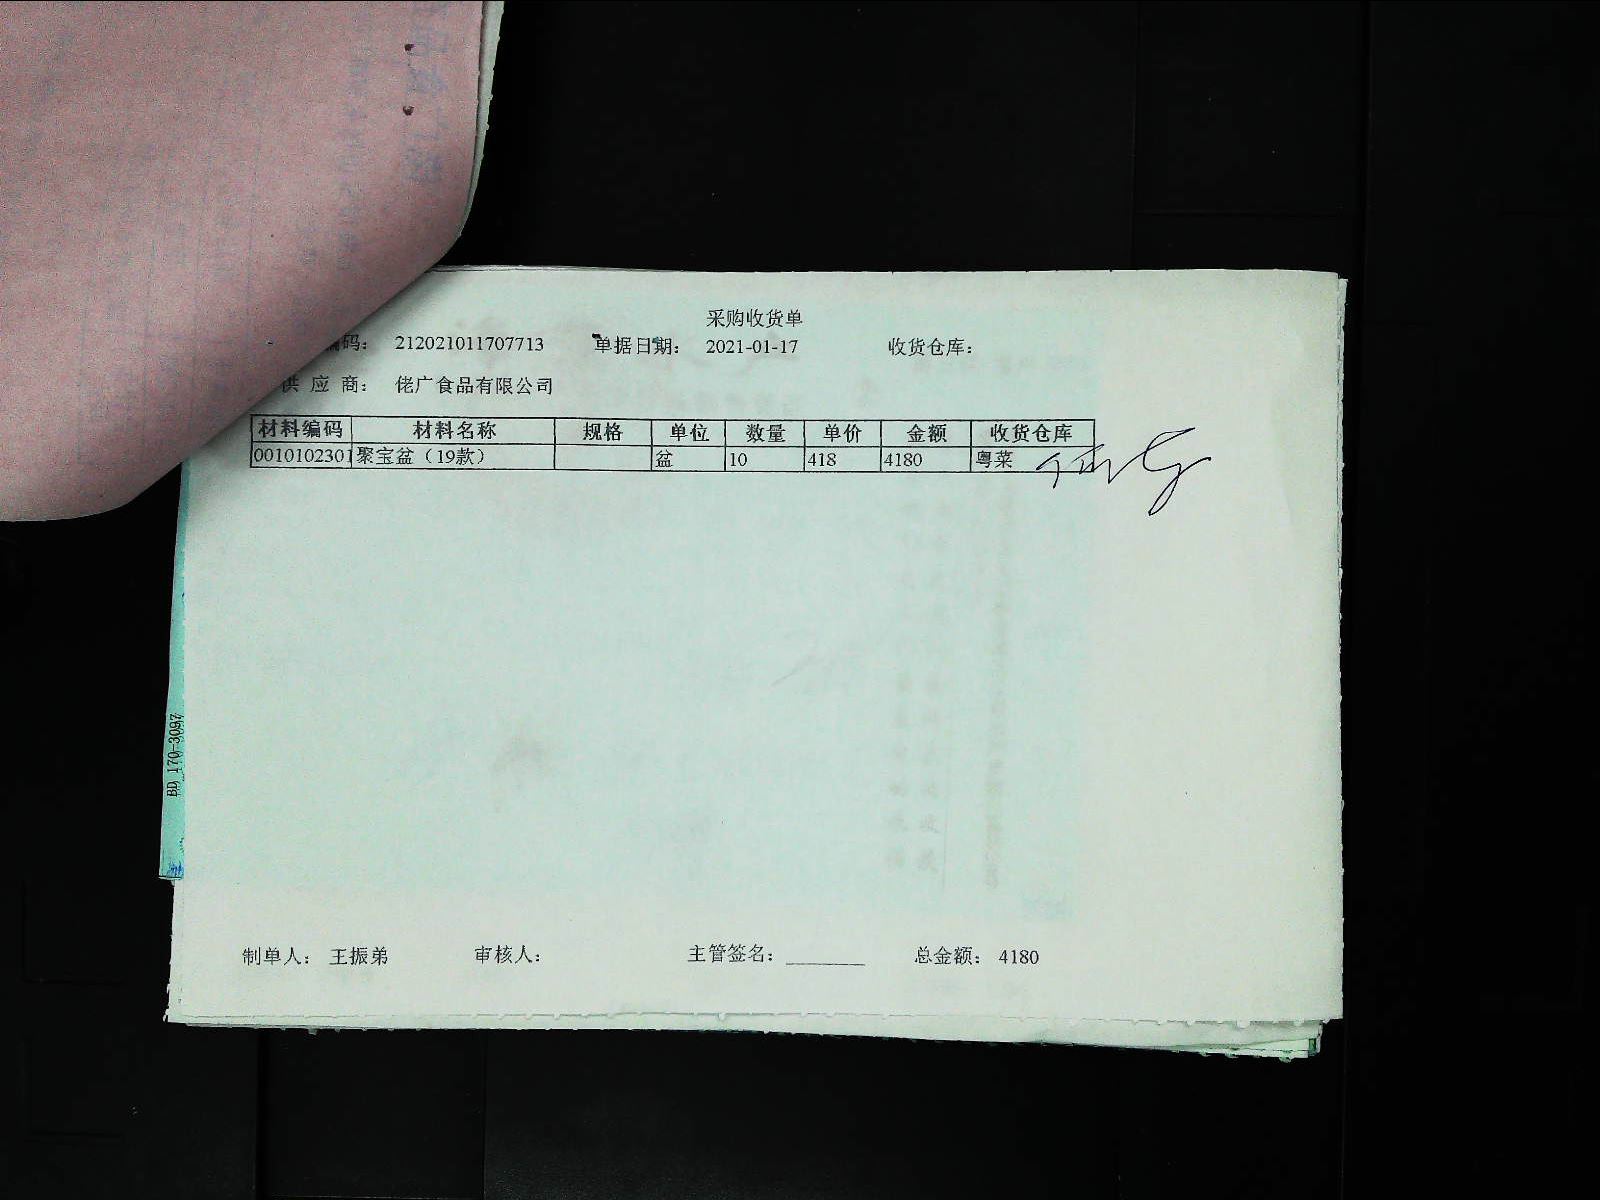 采购收货单
编码： 212021011707713 单据日期： 2021-01-17 收货仓库：
供 应 商： 佬广食品有限公司
材料编码 材料名称 规格 单位 数量 单价 金额 收货仓库
0010102301 聚宝盆（19款） 盆 10 418 4180 粤菜
BD 170-3087
制单人： 王振弟 审核人： 主管签名： 总金额： 4180